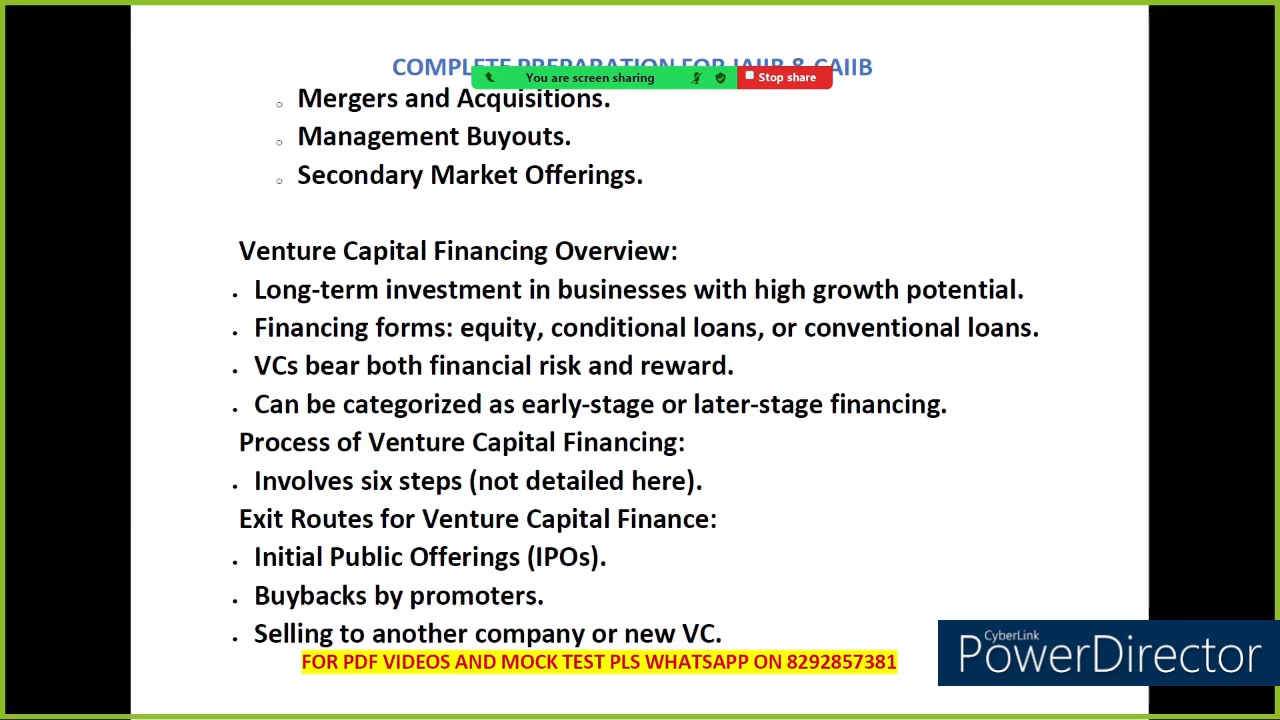 COMPLETE PREPARATION FOR JAIIB & CAIIB
You are screen sharing
Stop share
Mergers and Acquisitions.
Management Buyouts.
Secondary Market Offerings.
Venture Capital Financing Overview:
Long-term investment in businesses with high growth potential.
Financing forms: equity, conditional loans, or conventional loans.
VCs bear both financial risk and reward.
Can be categorized as early-stage or later-stage financing.
Process of Venture Capital Financing:
Involves six steps (not detailed here).
Exit Routes for Venture Capital Finance:
Initial Public Offerings (IPOs).
Buybacks by promoters.
Selling to another company or new VC.
FOR PDF VIDEOS AND MOCK TEST PLS WHATSAPP ON 8292857381
CyberLink
PowerDirector